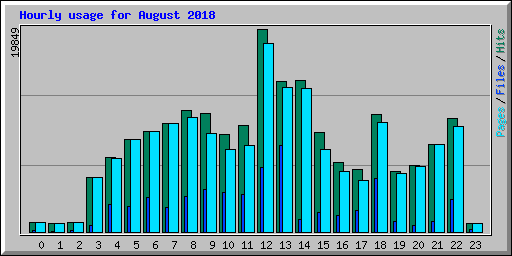 Hourly usage for August 2018
19849
Pages / Files / Hits
0 1 2 3 4 5 6 7 8 9 10 11 12 13 14 15 16 17 18 19 20 21 22 23